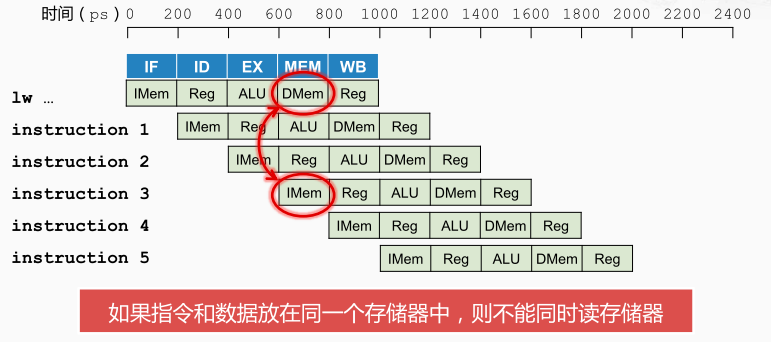 时间(ps) 0 200 400 600 800 1000 1200 1400 1600 1800 2000 2200 2400
IF ID EX MEM WB
lw … IMem Reg ALU DMem Reg
instruction 1 IMem Reg ALU DMem Reg
instruction 2 IMem Reg ALU DMem Reg
instruction 3 IMem Reg ALU DMem Reg
instruction 4 IMem Reg ALU DMem Reg
instruction 5 IMem Reg ALU DMem Reg
如果指令和数据放在同一个存储器中，则不能同时读存储器